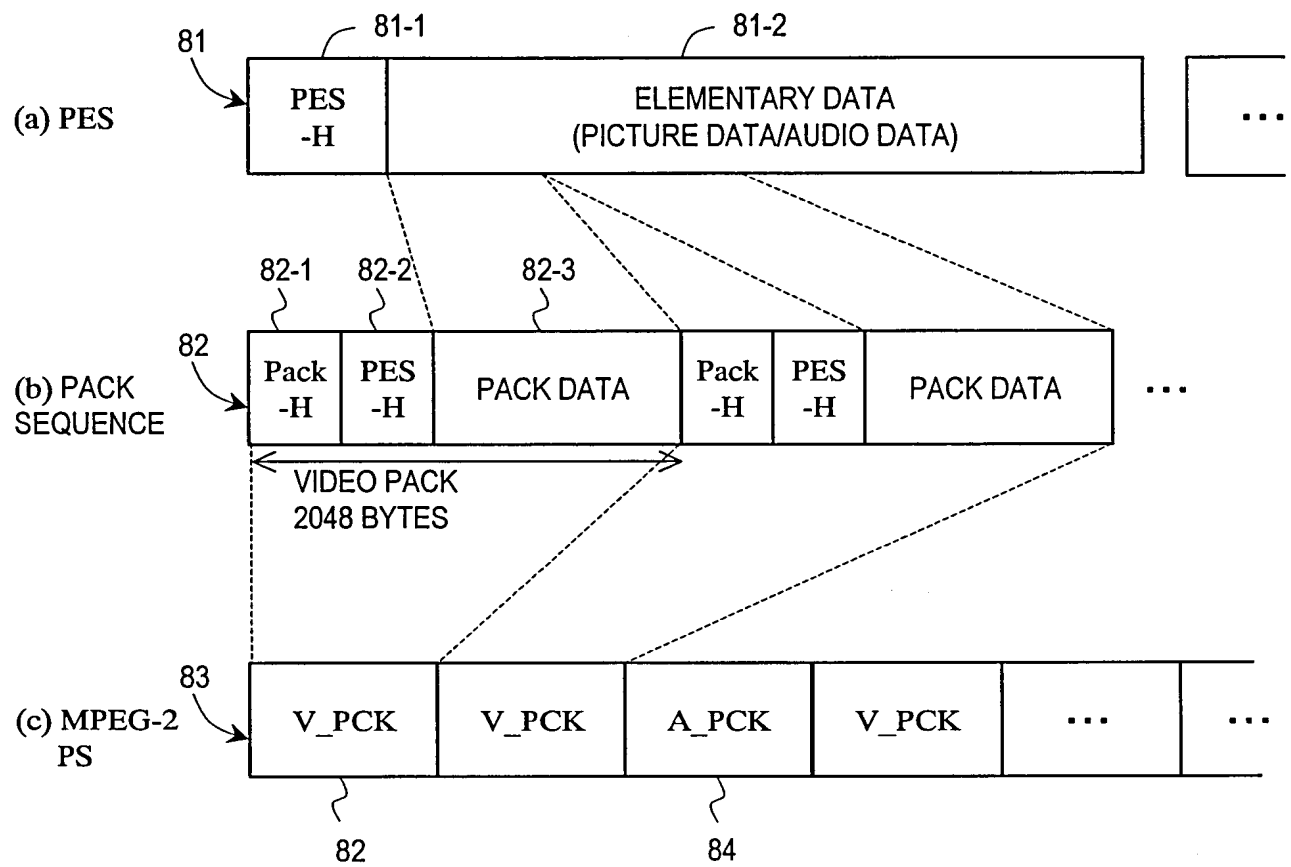 81-1
81-2
81
(a) PES
PES
-H
ELEMENTARY DATA
(PICTURE DATA/AUDIO DATA)
...
82-1
82-2
82-3
82
(b) PACK
SEQUENCE
Pack
-H
PES
-H
PACK DATA
Pack
-H
PES
-H
PACK DATA
...
VIDEO PACK
2048 BYTES
83
(c) MPEG-2
PS
V_PCK
V_PCK
A_PCK
V_PCK
...
...
82
84